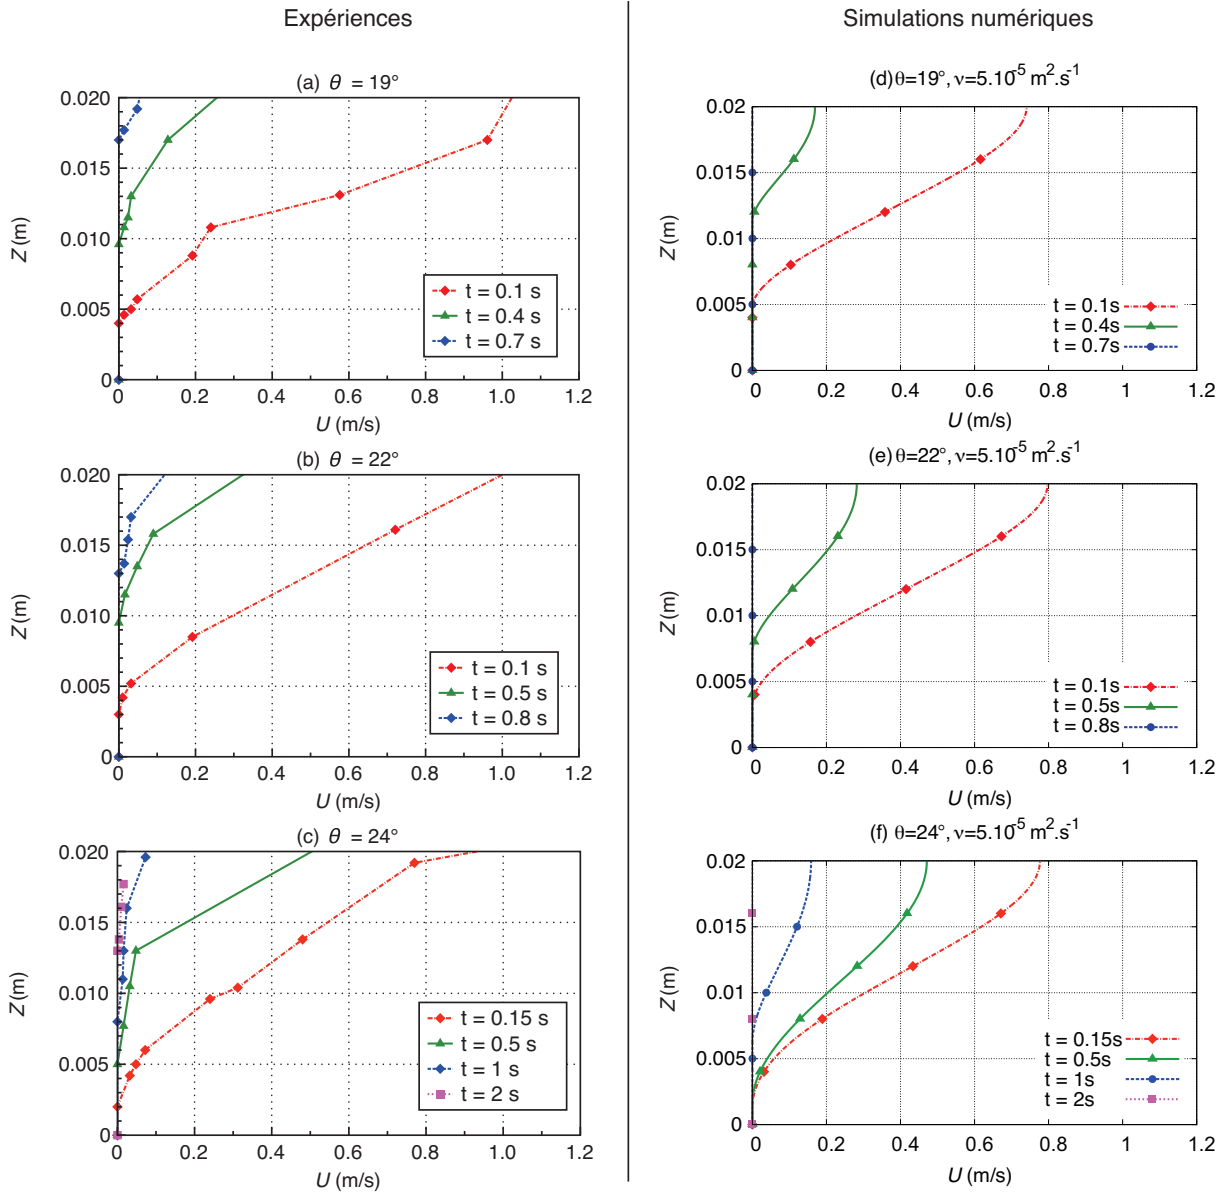 Expériences
Simulations numériques
(a) θ = 19°
0.020
0.015
0.010
0.005
0
Z (m)
t = 0.1 s
t = 0.4 s
t = 0.7 s
0 0.2 0.4 0.6 0.8 1.0 1.2
U (m/s)
(d) θ=19°, ν=5.10⁻⁵ m².s⁻¹
0.02
0.015
0.01
0.005
0
Z (m)
t = 0.1s
t = 0.4s
t = 0.7s
0 0.2 0.4 0.6 0.8 1 1.2
U (m/s)
(b) θ = 22°
0.020
0.015
0.010
0.005
0
Z (m)
t = 0.1 s
t = 0.5 s
t = 0.8 s
0 0.2 0.4 0.6 0.8 1.0 1.2
U (m/s)
(e) θ=22°, ν=5.10⁻⁵ m².s⁻¹
0.02
0.015
0.01
0.005
0
Z (m)
t = 0.1s
t = 0.5s
t = 0.8s
0 0.2 0.4 0.6 0.8 1 1.2
U (m/s)
(c) θ = 24°
0.020
0.015
0.010
0.005
0
Z (m)
t = 0.15 s
t = 0.5 s
t = 1 s
t = 2 s
0 0.2 0.4 0.6 0.8 1.0 1.2
U (m/s)
(f) θ=24°, ν=5.10⁻⁵ m².s⁻¹
0.02
0.015
0.01
0.005
0
Z (m)
t = 0.15s
t = 0.5s
t = 1s
t = 2s
0 0.2 0.4 0.6 0.8 1 1.2
U (m/s)